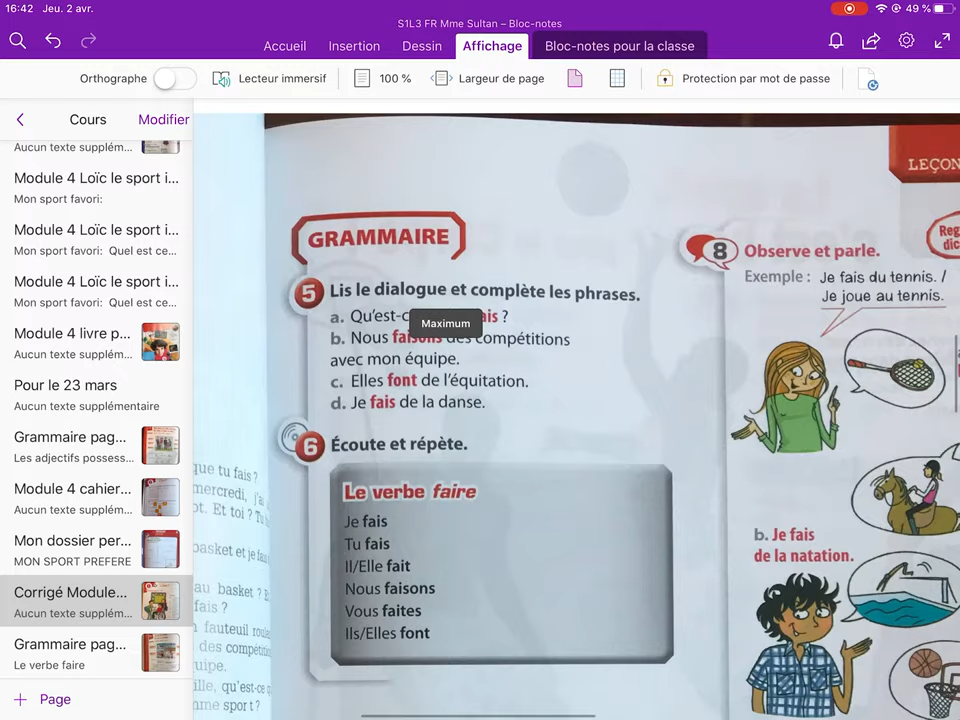 16:42 Jeu. 2 avr.
49 %
S1L3 FR Mme Sultan – Bloc-notes
Accueil Insertion Dessin Affichage Bloc-notes pour la classe
Orthographe Lecteur immersif 100 % Largeur de page Protection par mot de passe
Cours Modifier
Aucun texte supplém...
Module 4 Loïc le sport i...
Mon sport favori:
Module 4 Loïc le sport i...
Mon sport favori: Quel est ce...
Module 4 Loïc le sport i...
Mon sport favori: Quel est ce...
Module 4 livre p...
Aucun texte supplém...
Pour le 23 mars
Aucun texte supplémentaire
Grammaire pag...
Les adjectifs possess...
Module 4 cahier...
Aucun texte supplém...
Mon dossier per...
MON SPORT PREFERE
Corrigé Module...
Aucun texte supplém...
Grammaire pag...
Le verbe faire
Page
que tu fais ?
mercredi, j'ai
ot. Et toi ? Tu
basket et je fais
au basket ?
fais ?
fauteuil roula
des compétitio
uipe.
ille, qu'est-ce q
me sport ?
GRAMMAIRE
5 Lis le dialogue et complète les phrases.
a. Qu'est-c ais ?
Maximum
b. Nous faisons des compétitions
avec mon équipe.
c. Elles font de l'équitation.
d. Je fais de la danse.
6 Écoute et répète.
Le verbe faire
Je fais
Tu fais
Il/Elle fait
Nous faisons
Vous faites
Ils/Elles font
LEÇON
Reg
dic
8 Observe et parle.
Exemple : Je fais du tennis. /
Je joue au tennis.
b. Je fais
de la natation.